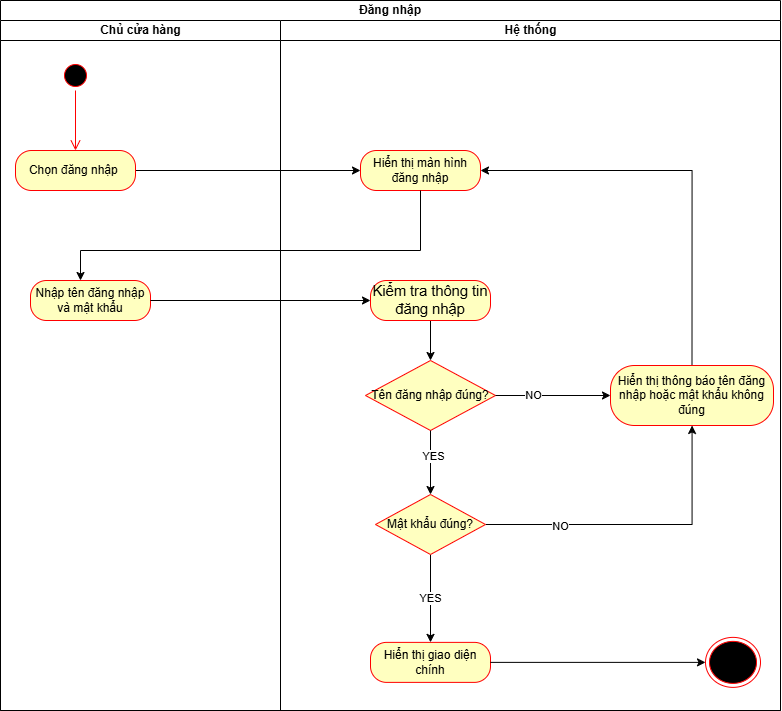 Đăng nhập
Chủ cửa hàng
Hệ thống
Chọn đăng nhập
Hiển thị màn hình
đăng nhập
Nhập tên đăng nhập
và mật khẩu
Kiểm tra thông tin
đăng nhập
Tên đăng nhập đúng?
NO
Hiển thị thông báo tên đăng
nhập hoặc mật khẩu không
đúng
YES
Mật khẩu đúng?
NO
YES
Hiển thị giao diện
chính